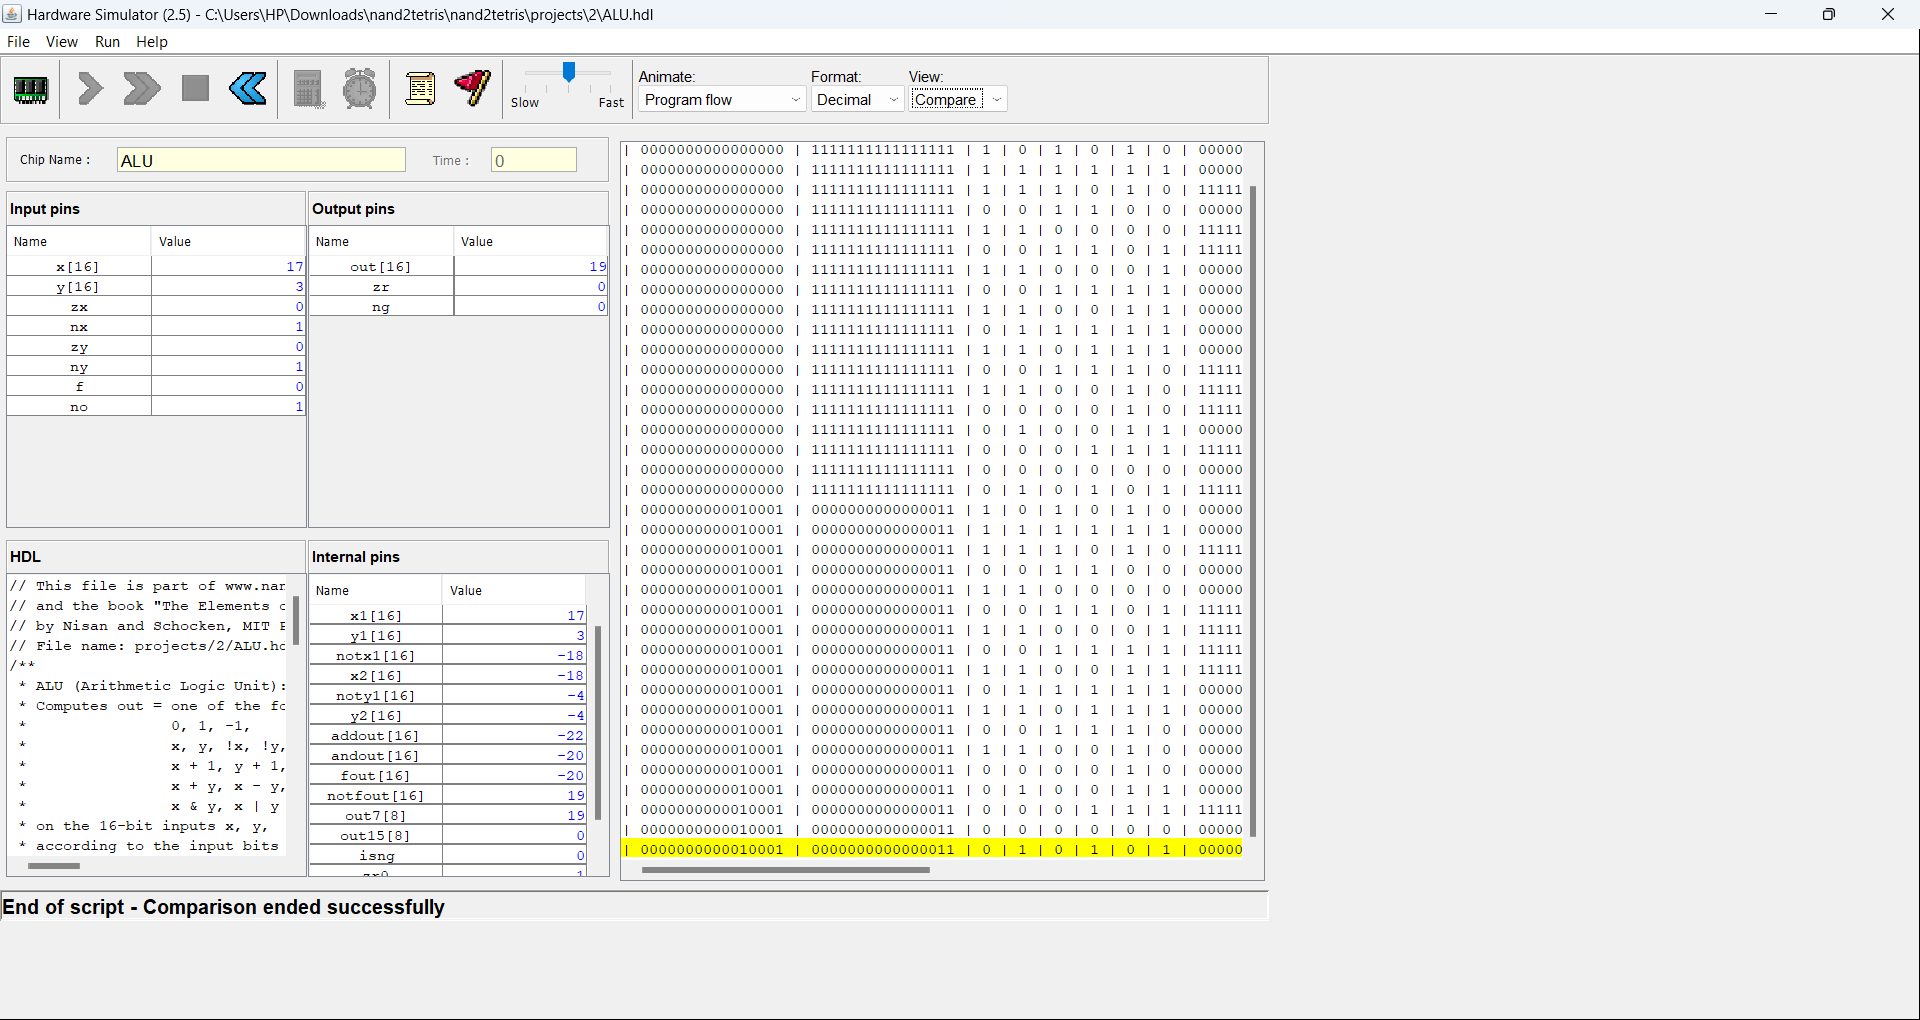 Hardware Simulator (2.5) - C:\Users\HP\Downloads\nand2tetris\nand2tetris\projects\2\ALU.hdl
File View Run Help
Slow Fast
Animate: Format: View:
Program flow Decimal Compare
Chip Name : ALU Time : 0
Input pins
Name Value
x[16] 17
y[16] 3
zx 0
nx 1
zy 0
ny 1
f 0
no 1
Output pins
Name Value
out[16] 19
zr 0
ng 0
HDL
// This file is part of www.nan
// and the book "The Elements o
// by Nisan and Schocken, MIT P
// File name: projects/2/ALU.hd
/**
* ALU (Arithmetic Logic Unit):
* Computes out = one of the fo
* 0, 1, -1,
* x, y, !x, !y,
* x + 1, y + 1,
* x + y, x - y,
* x & y, x | y
* on the 16-bit inputs x, y,
* according to the input bits
Internal pins
Name Value
x1[16] 17
y1[16] 3
notx1[16] -18
x2[16] -18
noty1[16] -4
y2[16] -4
addout[16] -22
andout[16] -20
fout[16] -20
notfout[16] 19
out7[8] 19
out15[8] 0
isng 0
zr0 1
| 0000000000000000 | 1111111111111111 | 1 | 0 | 1 | 0 | 1 | 0 | 00000
| 0000000000000000 | 1111111111111111 | 1 | 1 | 1 | 1 | 1 | 1 | 00000
| 0000000000000000 | 1111111111111111 | 1 | 1 | 1 | 0 | 1 | 0 | 11111
| 0000000000000000 | 1111111111111111 | 0 | 0 | 1 | 1 | 0 | 0 | 00000
| 0000000000000000 | 1111111111111111 | 1 | 1 | 0 | 0 | 0 | 0 | 11111
| 0000000000000000 | 1111111111111111 | 0 | 0 | 1 | 1 | 0 | 1 | 11111
| 0000000000000000 | 1111111111111111 | 1 | 1 | 0 | 0 | 0 | 1 | 00000
| 0000000000000000 | 1111111111111111 | 0 | 0 | 1 | 1 | 1 | 1 | 00000
| 0000000000000000 | 1111111111111111 | 1 | 1 | 0 | 0 | 1 | 1 | 00000
| 0000000000000000 | 1111111111111111 | 0 | 1 | 1 | 1 | 1 | 1 | 00000
| 0000000000000000 | 1111111111111111 | 1 | 1 | 0 | 1 | 1 | 1 | 00000
| 0000000000000000 | 1111111111111111 | 0 | 0 | 1 | 1 | 1 | 0 | 11111
| 0000000000000000 | 1111111111111111 | 1 | 1 | 0 | 0 | 1 | 0 | 11111
| 0000000000000000 | 1111111111111111 | 0 | 0 | 0 | 0 | 1 | 0 | 11111
| 0000000000000000 | 1111111111111111 | 0 | 1 | 0 | 0 | 1 | 1 | 00000
| 0000000000000000 | 1111111111111111 | 0 | 0 | 0 | 1 | 1 | 1 | 11111
| 0000000000000000 | 1111111111111111 | 0 | 0 | 0 | 0 | 0 | 0 | 00000
| 0000000000000000 | 1111111111111111 | 0 | 1 | 0 | 1 | 0 | 1 | 11111
| 0000000000010001 | 0000000000000011 | 1 | 0 | 1 | 0 | 1 | 0 | 00000
| 0000000000010001 | 0000000000000011 | 1 | 1 | 1 | 1 | 1 | 1 | 00000
| 0000000000010001 | 0000000000000011 | 1 | 1 | 1 | 0 | 1 | 0 | 11111
| 0000000000010001 | 0000000000000011 | 0 | 0 | 1 | 1 | 0 | 0 | 00000
| 0000000000010001 | 0000000000000011 | 1 | 1 | 0 | 0 | 0 | 0 | 00000
| 0000000000010001 | 0000000000000011 | 0 | 0 | 1 | 1 | 0 | 1 | 11111
| 0000000000010001 | 0000000000000011 | 1 | 1 | 0 | 0 | 0 | 1 | 11111
| 0000000000010001 | 0000000000000011 | 0 | 0 | 1 | 1 | 1 | 1 | 11111
| 0000000000010001 | 0000000000000011 | 1 | 1 | 0 | 0 | 1 | 1 | 11111
| 0000000000010001 | 0000000000000011 | 0 | 1 | 1 | 1 | 1 | 1 | 00000
| 0000000000010001 | 0000000000000011 | 1 | 1 | 0 | 1 | 1 | 1 | 00000
| 0000000000010001 | 0000000000000011 | 0 | 0 | 1 | 1 | 1 | 0 | 00000
| 0000000000010001 | 0000000000000011 | 1 | 1 | 0 | 0 | 1 | 0 | 00000
| 0000000000010001 | 0000000000000011 | 0 | 0 | 0 | 0 | 1 | 0 | 00000
| 0000000000010001 | 0000000000000011 | 0 | 1 | 0 | 0 | 1 | 1 | 00000
| 0000000000010001 | 0000000000000011 | 0 | 0 | 0 | 1 | 1 | 1 | 11111
| 0000000000010001 | 0000000000000011 | 0 | 0 | 0 | 0 | 0 | 0 | 00000
| 0000000000010001 | 0000000000000011 | 0 | 1 | 0 | 1 | 0 | 1 | 00000
End of script - Comparison ended successfully